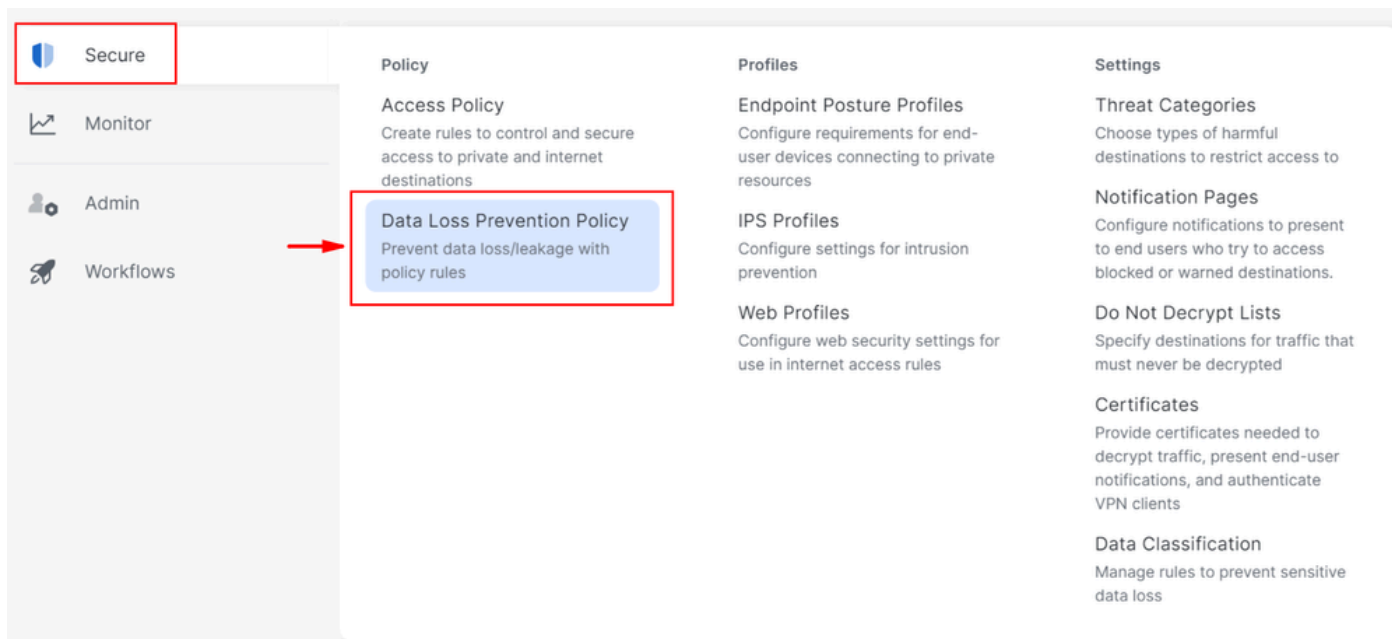 Secure
Monitor
Admin
Workflows
Policy
Access Policy
Create rules to control and secure
access to private and internet
destinations
Data Loss Prevention Policy
Prevent data loss/leakage with
policy rules
Profiles
Endpoint Posture Profiles
Configure requirements for end-
user devices connecting to private
resources
IPS Profiles
Configure settings for intrusion
prevention
Web Profiles
Configure web security settings for
use in internet access rules
Settings
Threat Categories
Choose types of harmful
destinations to restrict access to
Notification Pages
Configure notifications to present
to end users who try to access
blocked or warned destinations.
Do Not Decrypt Lists
Specify destinations for traffic that
must never be decrypted
Certificates
Provide certificates needed to
decrypt traffic, present end-user
notifications, and authenticate
VPN clients
Data Classification
Manage rules to prevent sensitive
data loss